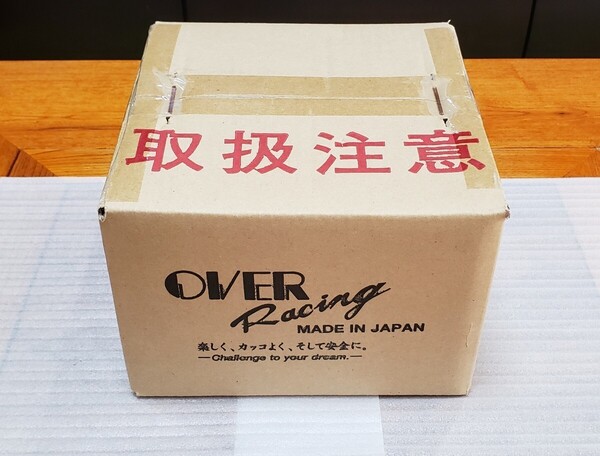 取扱注意
OVER
Racing
MADE IN JAPAN
楽しく、カッコよく、そして安全に。
—Challenge to your dream.—